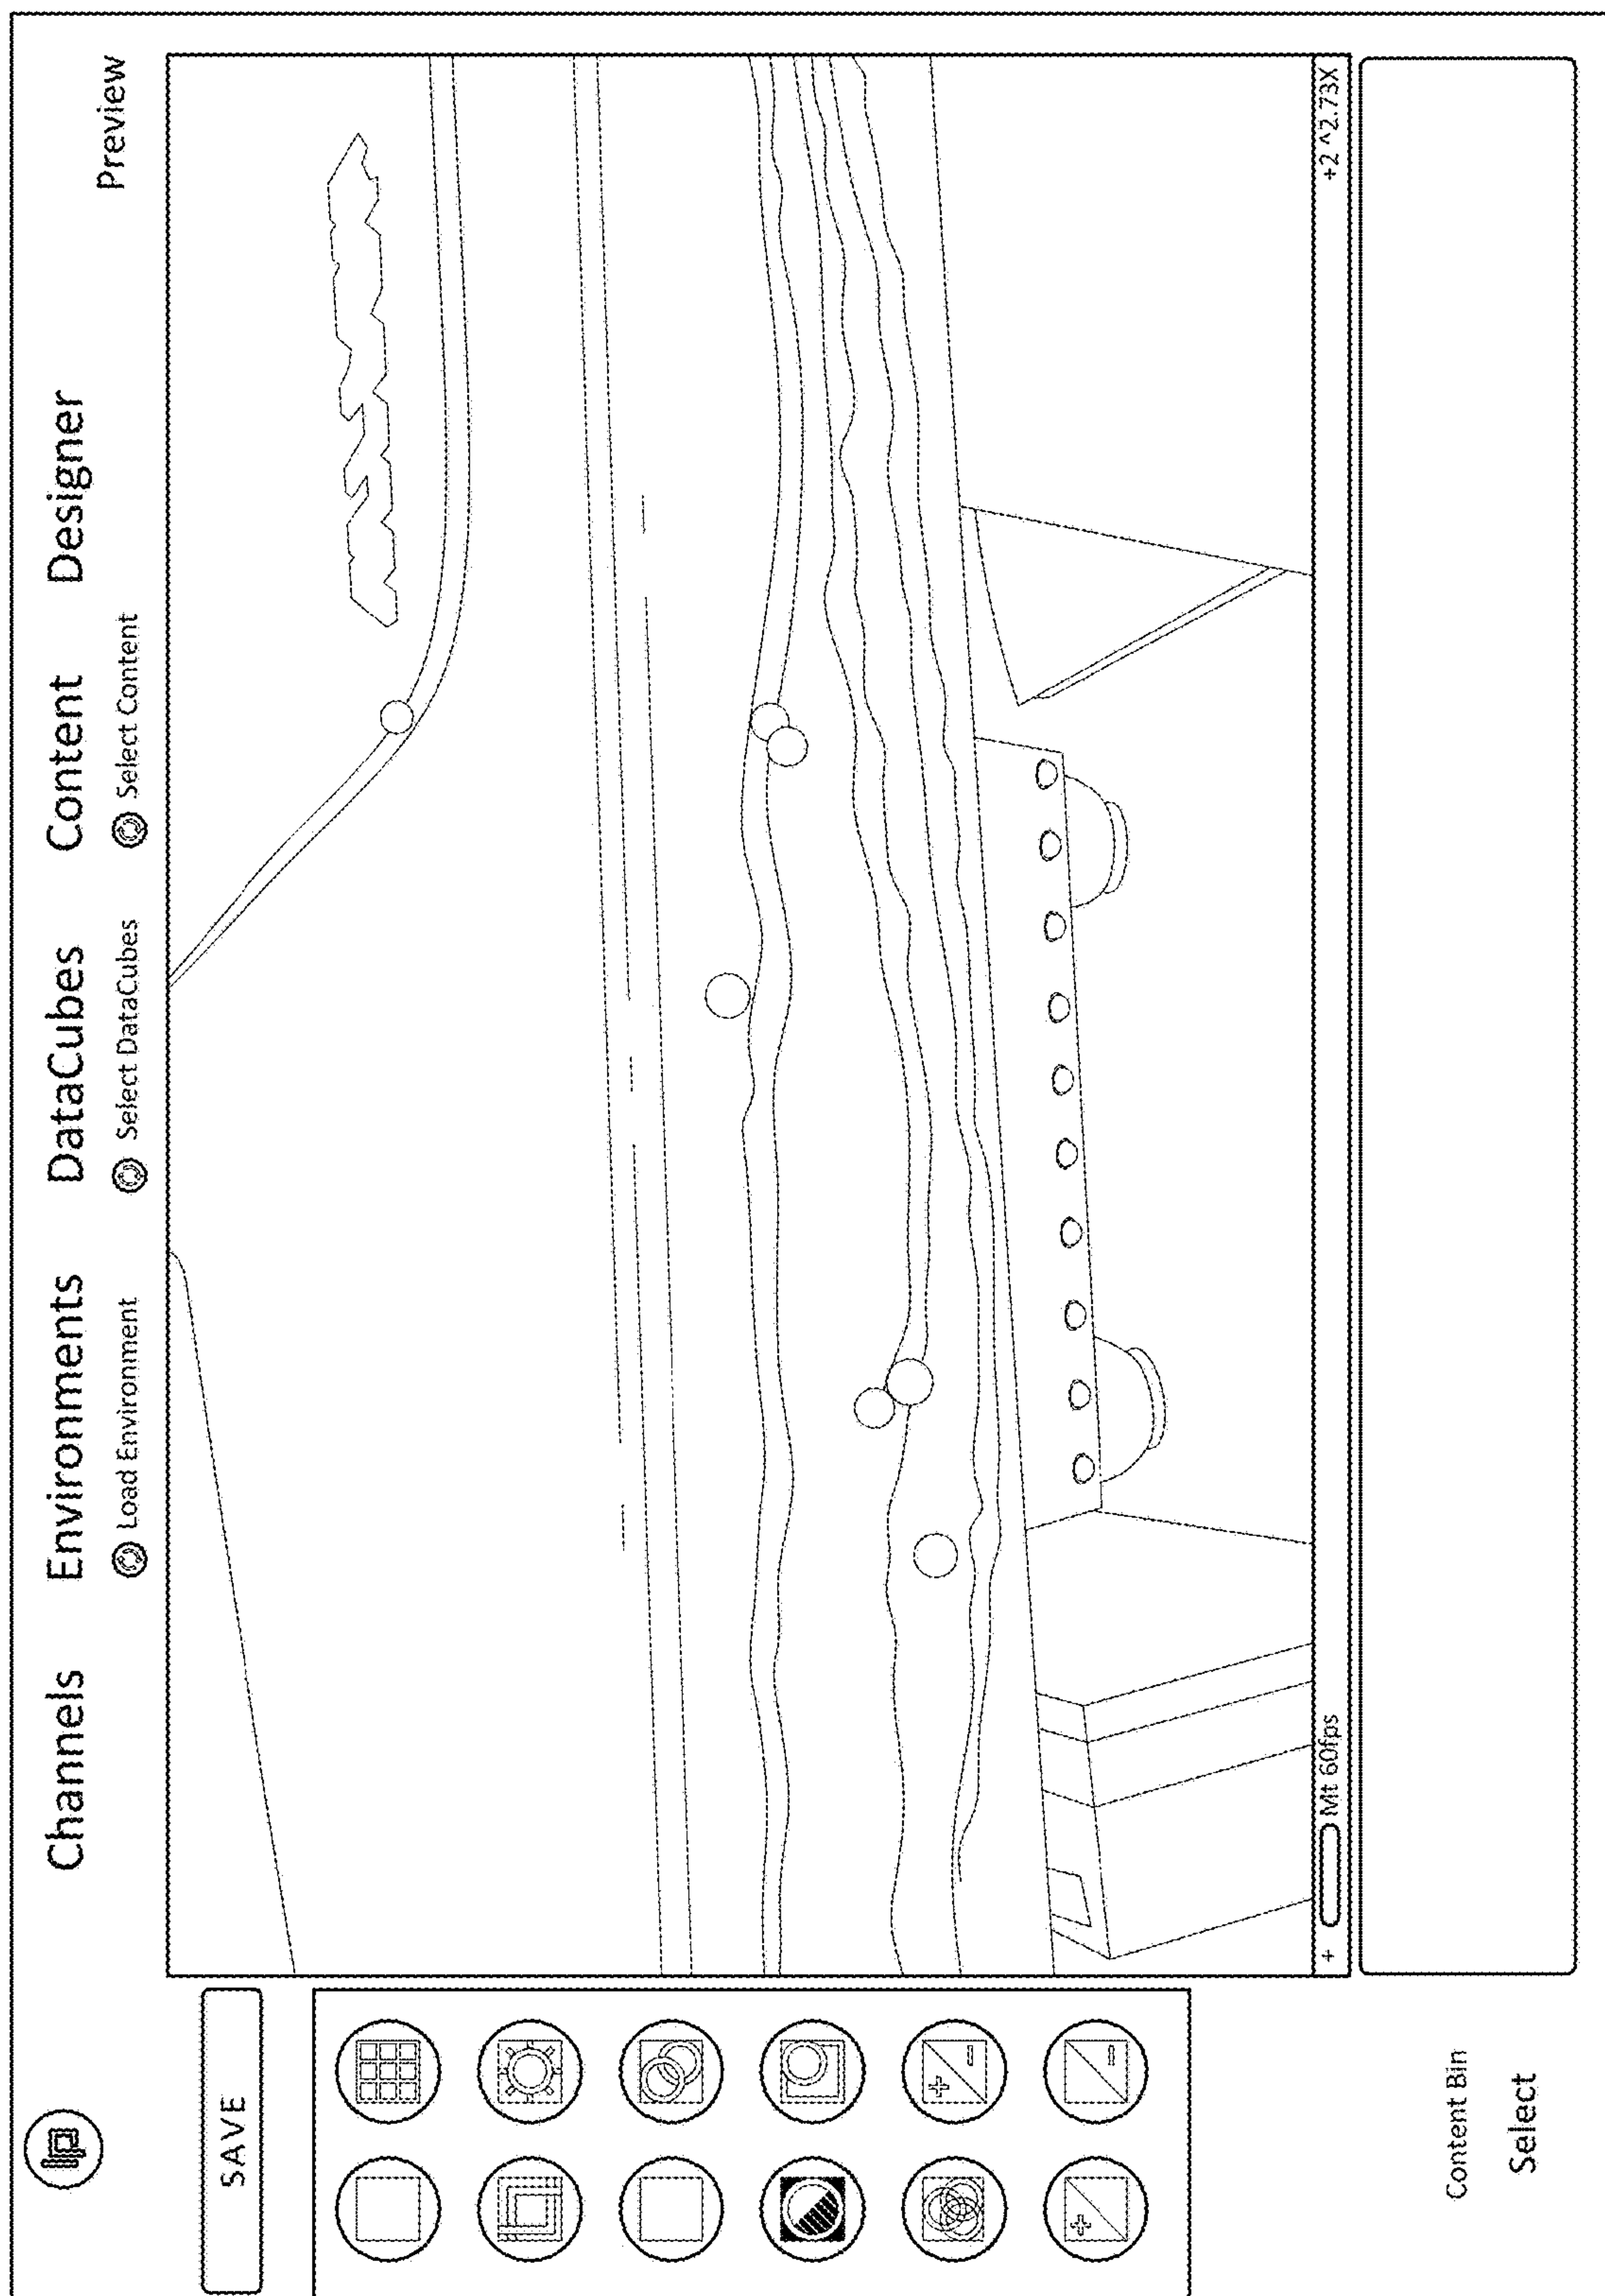 Channels Environments DataCubes Content Designer
Load Environment Select DataCubes Select Content Preview
SAVE
+ Mt 60fps +2 ^2.73X
Content Bin
Select